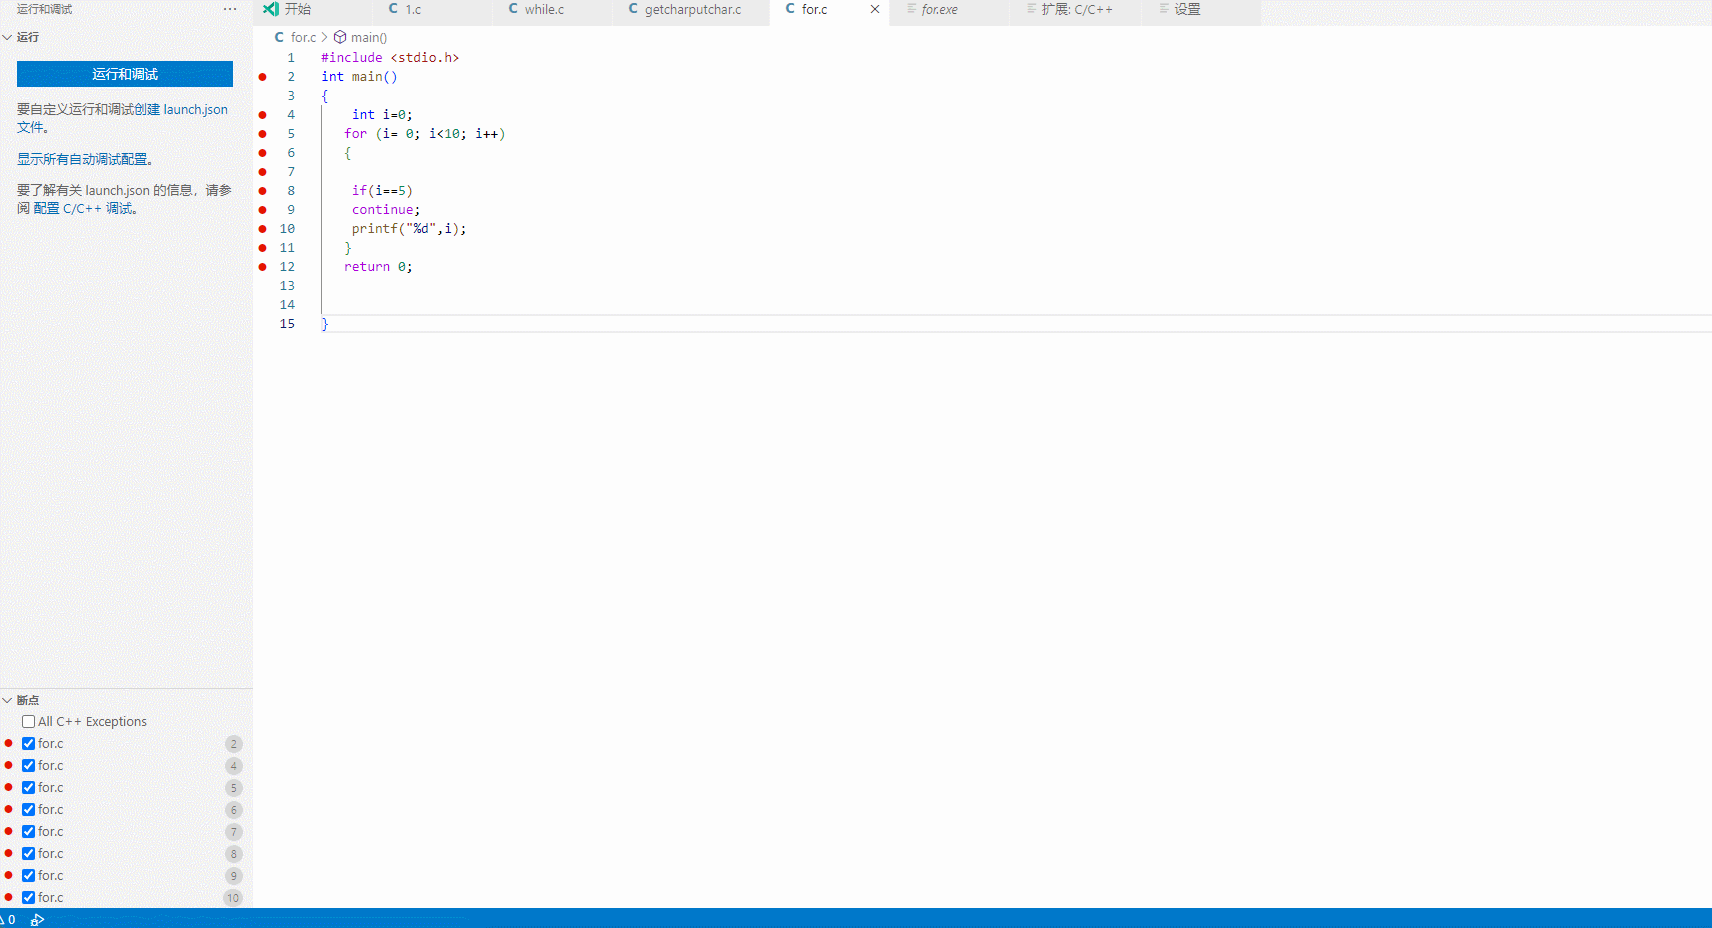 运行和调试 ···
开始 C 1.c C while.c C getcharputchar.c C for.c × for.exe 扩展: C/C++ 设置
运行
C for.c > main()
运行和调试
要自定义运行和调试创建 launch.json
文件。
显示所有自动调试配置。
要了解有关 launch.json 的信息，请参
阅 配置 C/C++ 调试。
1 #include <stdio.h>
2 int main()
3 {
4 int i=0;
5 for (i= 0; i<10; i++)
6 {
7
8 if(i==5)
9 continue;
10 printf("%d",i);
11 }
12 return 0;
13
14
15 }
断点
All C++ Exceptions
for.c 2
for.c 4
for.c 5
for.c 6
for.c 7
for.c 8
for.c 9
for.c 10
0